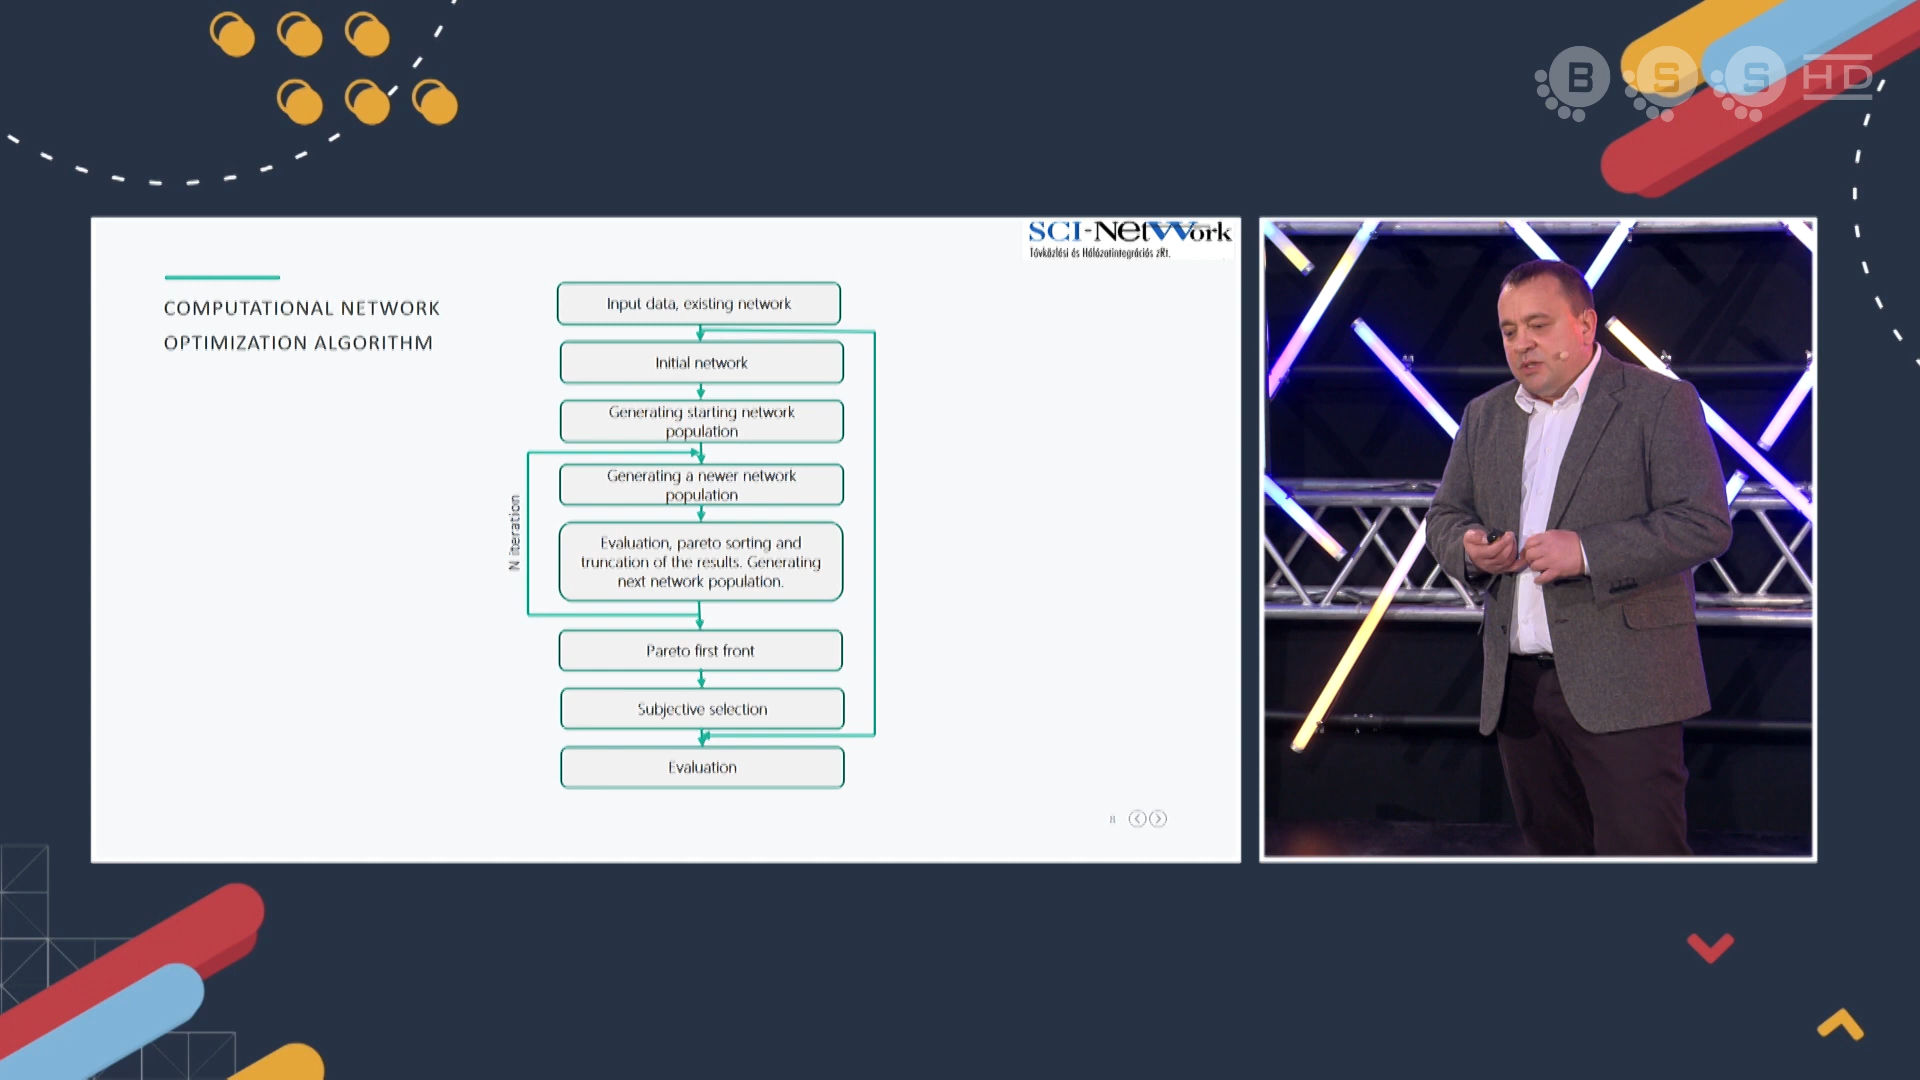 B S S HD
SCI-NetWork
Távközlési és Hálózatintegrációs zRt.
COMPUTATIONAL NETWORK
OPTIMIZATION ALGORITHM
Input data, existing network
Initial network
Generating starting network
population
Generating a newer network
population
N iteration
Evaluation, pareto sorting and
truncation of the results. Generating
next network population.
Pareto first front
Subjective selection
Evaluation
8